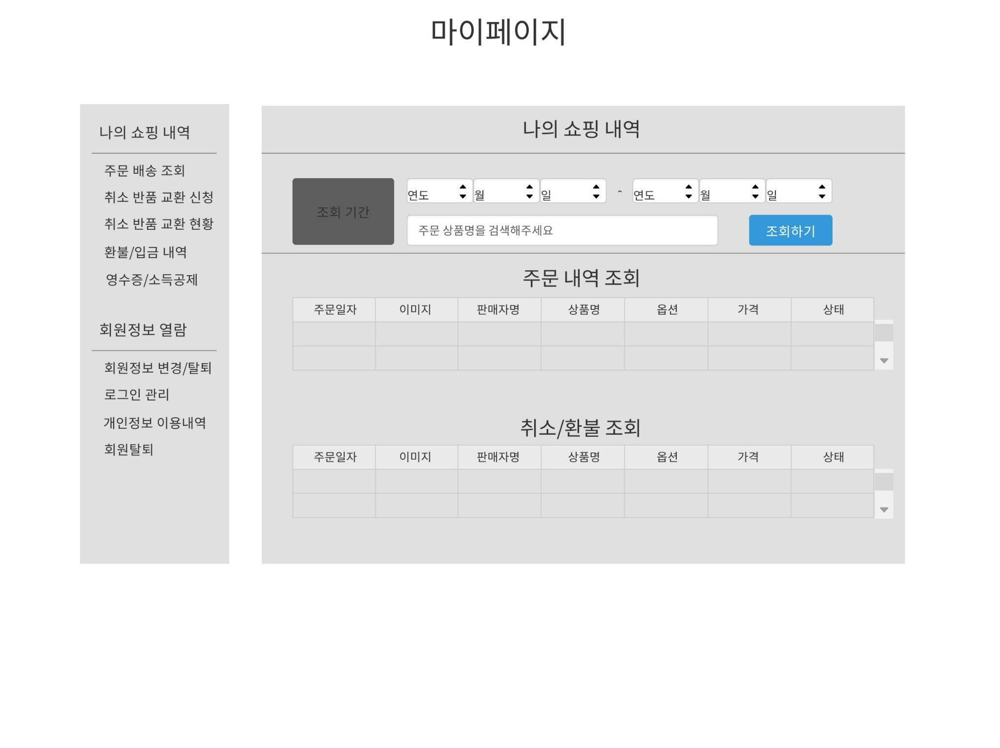 마이페이지
나의 쇼핑 내역
주문 배송 조회
취소 반품 교환 신청
취소 반품 교환 현황
환불/입금 내역
영수증/소득공제
회원정보 열람
회원정보 변경/탈퇴
로그인 관리
개인정보 이용내역
회원탈퇴
나의 쇼핑 내역
조회 기간
연도 월 일 ~ 연도 월 일
주문 상품명을 검색해주세요
조회하기
주문 내역 조회
주문일자 이미지 판매자명 상품명 옵션 가격 상태
취소/환불 조회
주문일자 이미지 판매자명 상품명 옵션 가격 상태